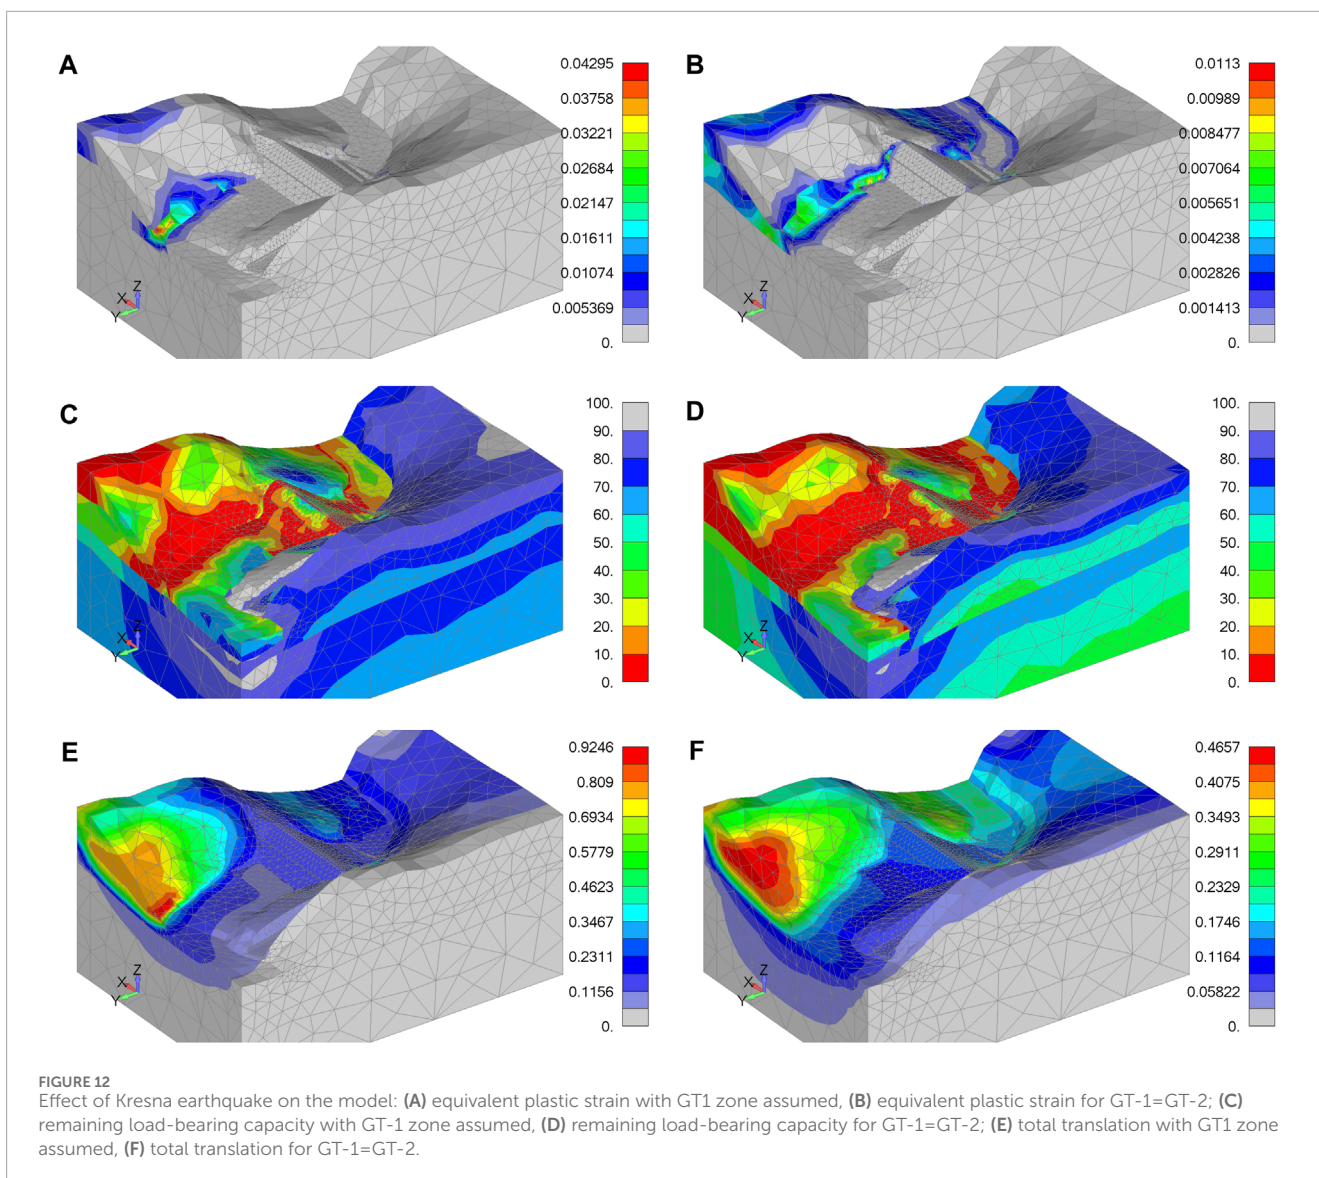 A
0.04295
0.03758
0.03221
0.02684
0.02147
0.01611
0.01074
0.005369
0.
X
Z
Y
B
0.0113
0.00989
0.008477
0.007064
0.005651
0.004238
0.002826
0.001413
0.
X
Z
Y
C
100.
90.
80.
70.
60.
50.
40.
30.
20.
10.
0.
X
Z
Y
D
100.
90.
80.
70.
60.
50.
40.
30.
20.
10.
0.
X
Z
Y
E
0.9246
0.809
0.6934
0.5779
0.4623
0.3467
0.2311
0.1156
0.
X
Z
Y
F
0.4657
0.4075
0.3493
0.2911
0.2329
0.1746
0.1164
0.05822
0.
X
Z
Y
FIGURE 12
Effect of Kresna earthquake on the model: (A) equivalent plastic strain with GT1 zone assumed, (B) equivalent plastic strain for GT-1=GT-2; (C)
remaining load-bearing capacity with GT-1 zone assumed, (D) remaining load-bearing capacity for GT-1=GT-2; (E) total translation with GT1 zone
assumed, (F) total translation for GT-1=GT-2.